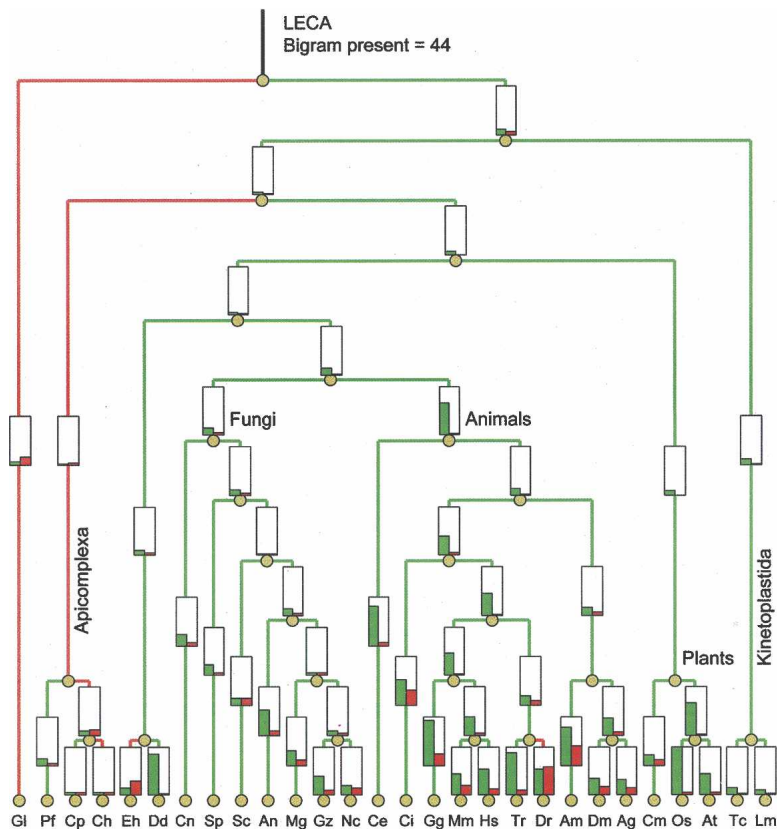 LECA
Bigram present = 44
Fungi
Animals
Apicomplexa
Plants
Kinetoplastida
Gl Pf Cp Ch Eh Dd Cn Sp Sc An Mg Gz Nc Ce Ci Gg Mm Hs Tr Dr Am Dm Ag Cm Os At Tc Lm